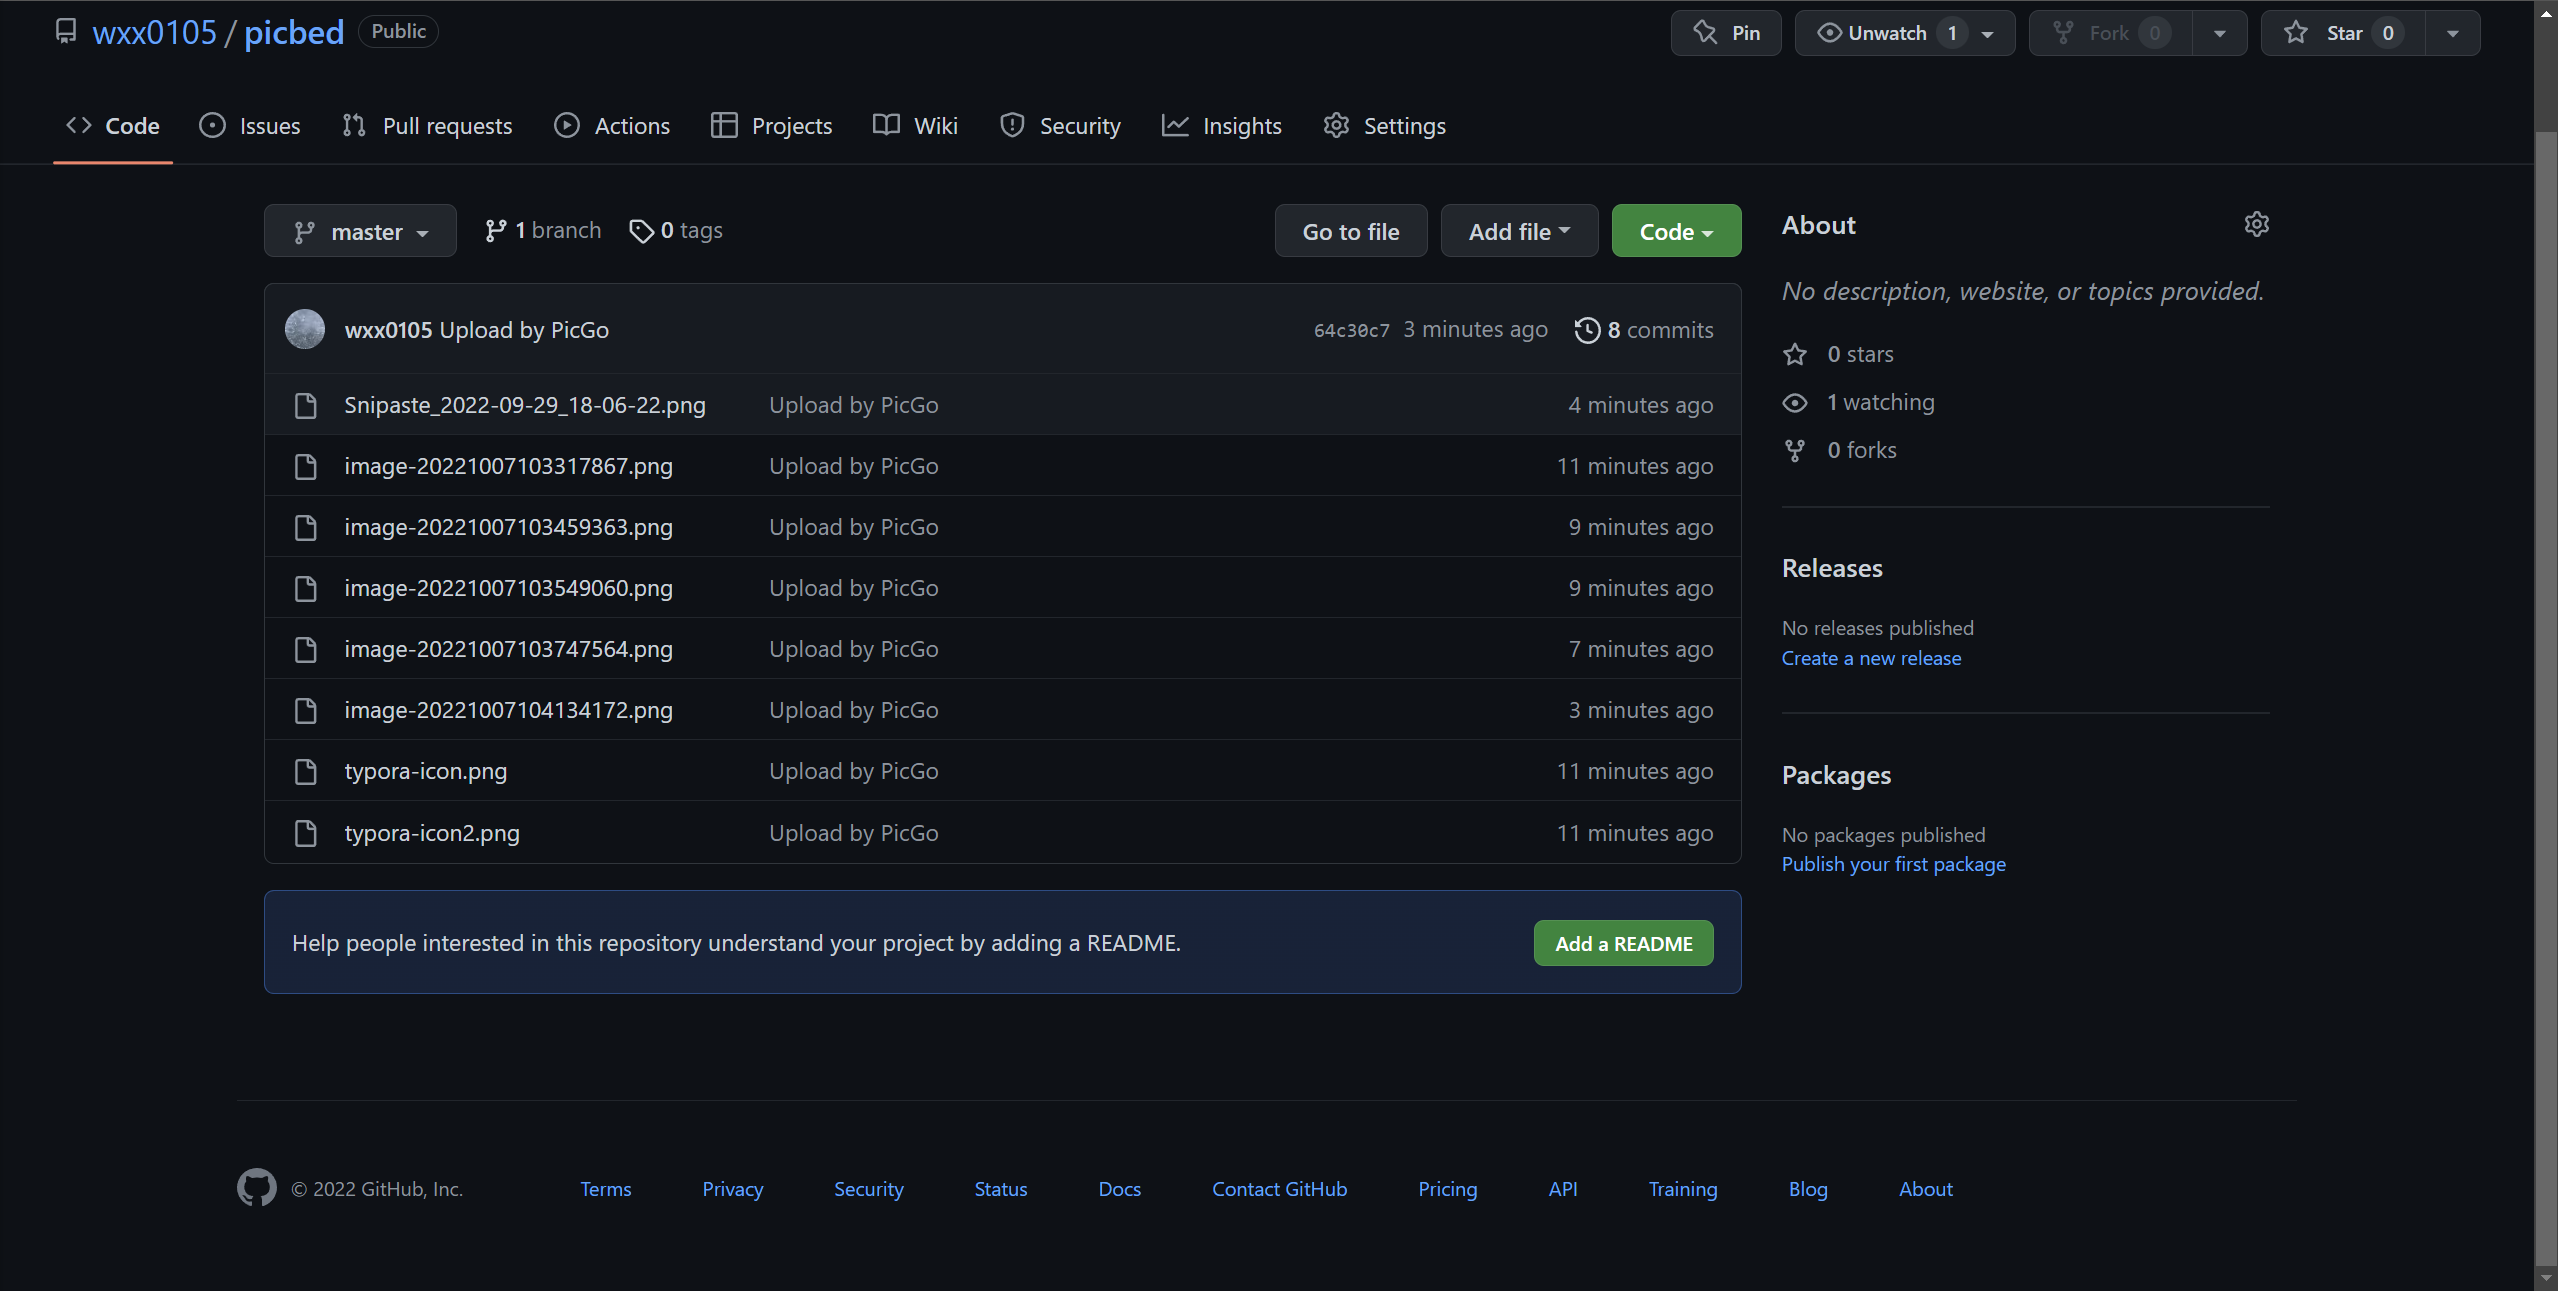 wxx0105 / picbed Public Pin Unwatch 1 Fork 0 Star 0
Code Issues Pull requests Actions Projects Wiki Security Insights Settings
master 1 branch 0 tags Go to file Add file Code
wxx0105 Upload by PicGo 64c30c7 3 minutes ago 8 commits
Snipaste_2022-09-29_18-06-22.png Upload by PicGo 4 minutes ago
image-20221007103317867.png Upload by PicGo 11 minutes ago
image-20221007103459363.png Upload by PicGo 9 minutes ago
image-20221007103549060.png Upload by PicGo 9 minutes ago
image-20221007103747564.png Upload by PicGo 7 minutes ago
image-20221007104134172.png Upload by PicGo 3 minutes ago
typora-icon.png Upload by PicGo 11 minutes ago
typora-icon2.png Upload by PicGo 11 minutes ago
Help people interested in this repository understand your project by adding a README. Add a README
About
No description, website, or topics provided.
0 stars
1 watching
0 forks
Releases
No releases published
Create a new release
Packages
No packages published
Publish your first package
© 2022 GitHub, Inc. Terms Privacy Security Status Docs Contact GitHub Pricing API Training Blog About